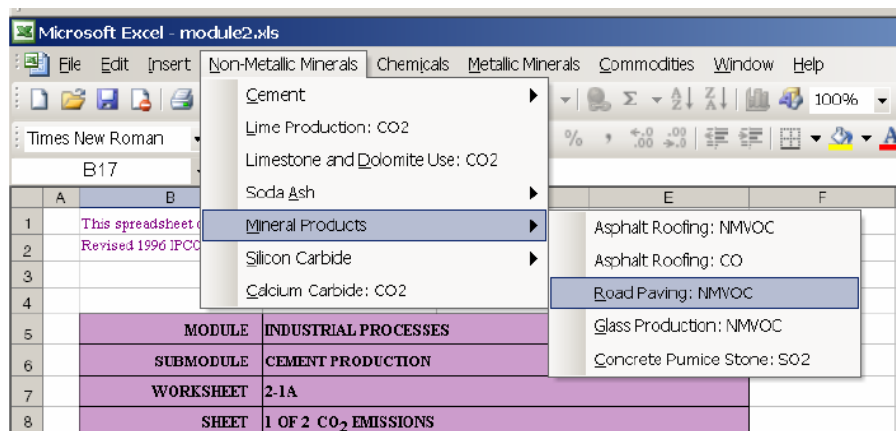 Microsoft Excel - module2.xls
File Edit Insert Non-Metallic Minerals Chemicals Metallic Minerals Commodities Window Help
100%
Times New Roman % , .00 .00
B17
Cement
Lime Production: CO2
Limestone and Dolomite Use: CO2
Soda Ash
Mineral Products
Silicon Carbide
Calcium Carbide: CO2
Asphalt Roofing: NMVOC
Asphalt Roofing: CO
Road Paving: NMVOC
Glass Production: NMVOC
Concrete Pumice Stone: SO2
A B E F
1 This spreadsheet
2 Revised 1996 IPCC
3
4
5 MODULE INDUSTRIAL PROCESSES
6 SUBMODULE CEMENT PRODUCTION
7 WORKSHEET 2-1A
8 SHEET 1 OF 2 CO₂ EMISSIONS